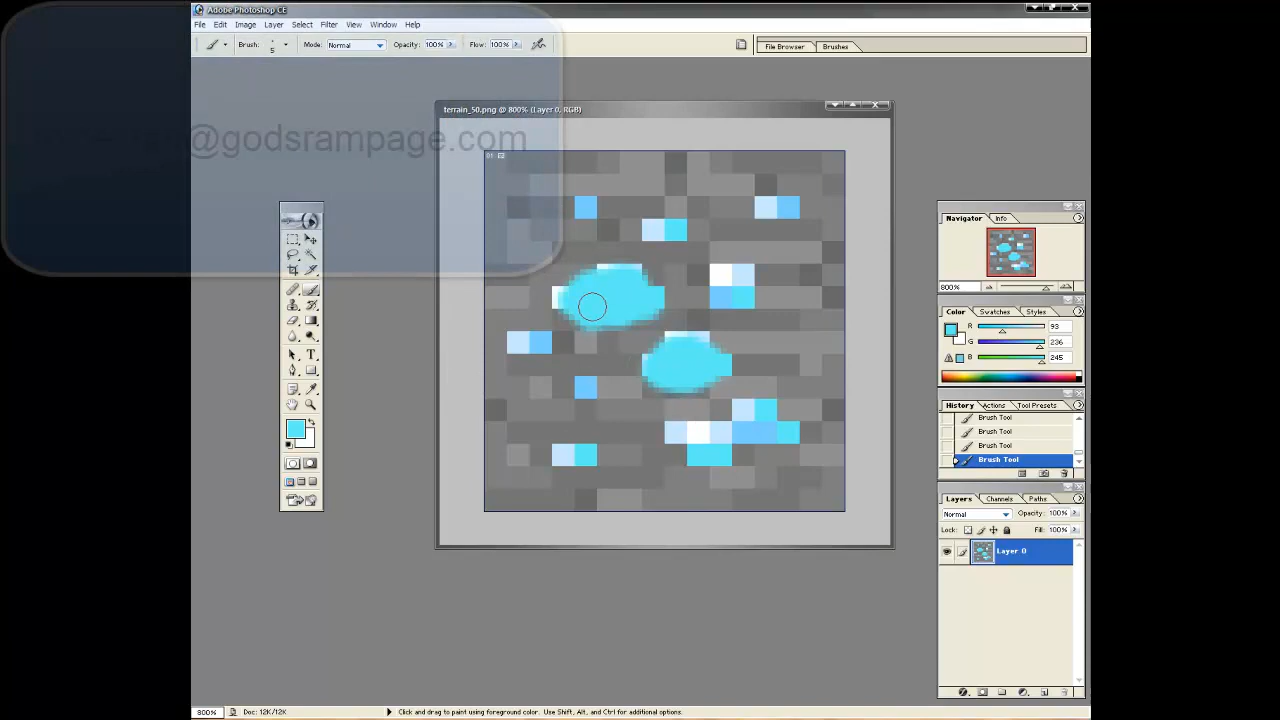 Adobe Photoshop CE
File Edit Image Layer Select Filter View Window Help
Brush: 5 Mode: Normal Opacity: 100% Flow: 100% File Browser Brushes
terrain_50.png @ 800% (Layer 0, RGB)
@godsrampage.com
01
Navigator Info
800%
Color Swatches Styles
R 93
G 236
B 245
History Actions Tool Presets
Brush Tool
Brush Tool
Brush Tool
Brush Tool
Layers Channels Paths
Normal Opacity: 100%
Lock: Fill: 100%
Layer 0
800% Doc: 12K/12K Click and drag to paint using foreground color. Use Shift, Alt, and Ctrl for additional options.